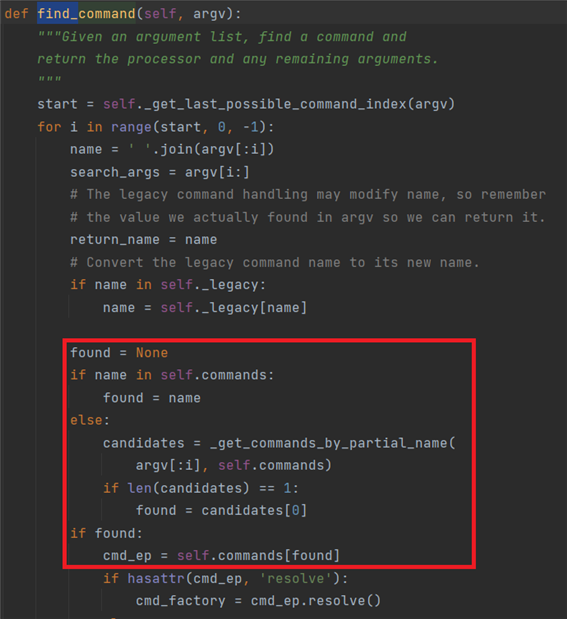 def find_command(self, argv):
    """Given an argument list, find a command and
    return the processor and any remaining arguments.
    """
    start = self._get_last_possible_command_index(argv)
    for i in range(start, 0, -1):
        name = ' '.join(argv[:i])
        search_args = argv[i:]
        # The legacy command handling may modify name, so remember
        # the value we actually found in argv so we can return it.
        return_name = name
        # Convert the legacy command name to its new name.
        if name in self._legacy:
            name = self._legacy[name]

        found = None
        if name in self.commands:
            found = name
        else:
            candidates = _get_commands_by_partial_name(
                argv[:i], self.commands)
            if len(candidates) == 1:
                found = candidates[0]
        if found:
            cmd_ep = self.commands[found]
            if hasattr(cmd_ep, 'resolve'):
                cmd_factory = cmd_ep.resolve()